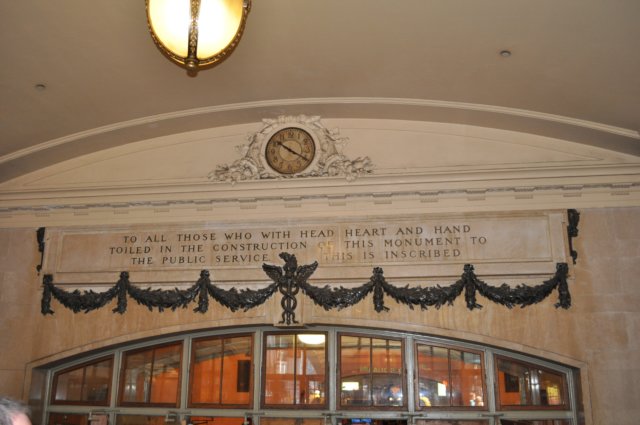 TO ALL THOSE WHO WITH HEAD HEART AND HAND
TOILED IN THE CONSTRUCTION OF THIS MONUMENT TO
THE PUBLIC SERVICE THIS IS INSCRIBED